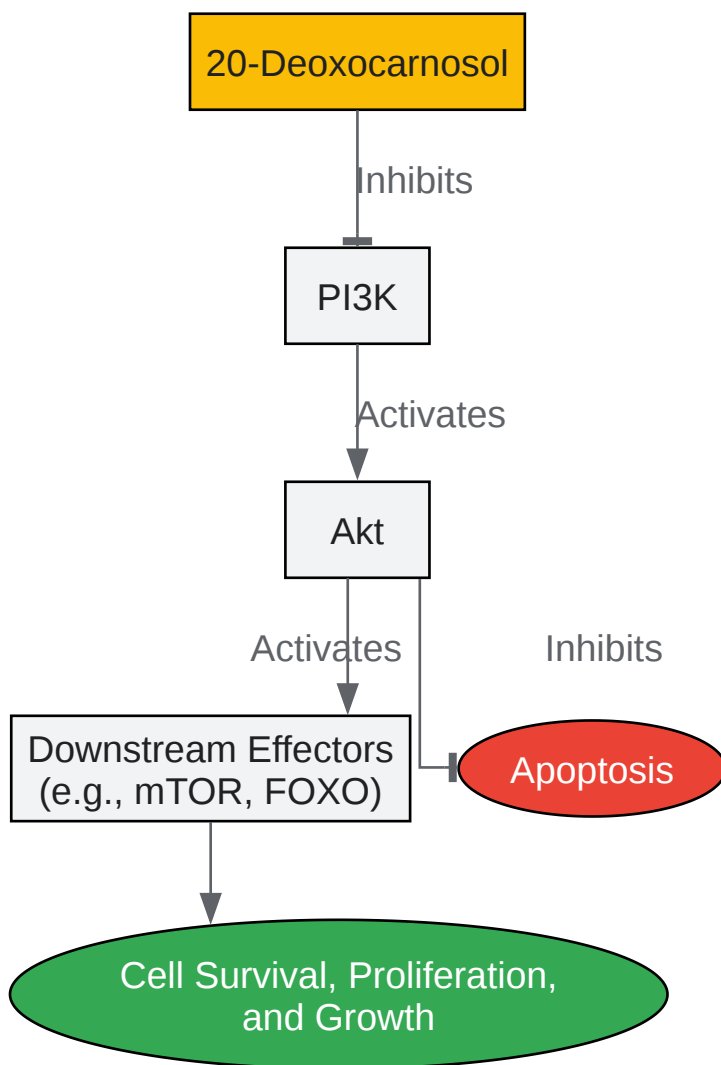 20-Deoxocarnosol
Inhibits
PI3K
Activates
Akt
Activates
Inhibits
Downstream Effectors
(e.g., mTOR, FOXO)
Apoptosis
Cell Survival, Proliferation,
and Growth